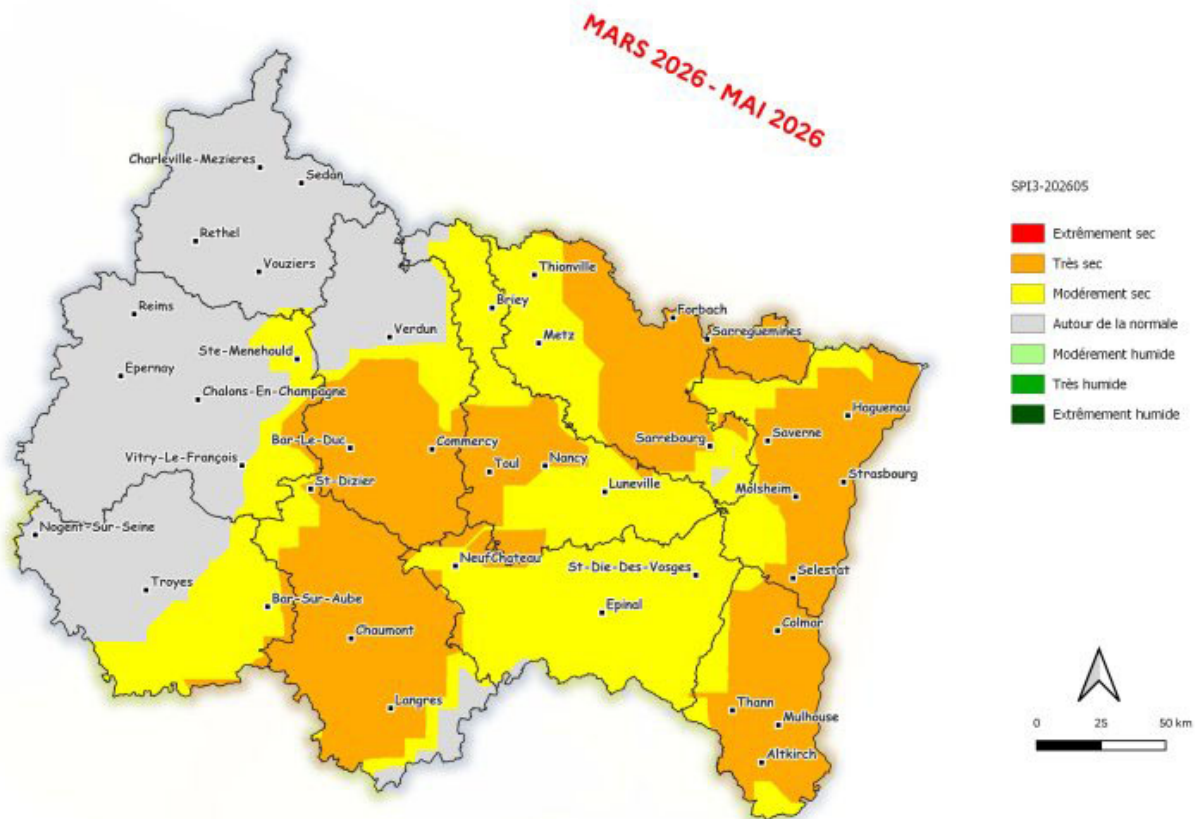 MARS 2026 - MAI 2026
Charleville-Mezieres
Sedan
Rethel
Vouziers
Reims
Thionville
Briey
Forbach
Verdun
Metz
Sarreguemines
Ste-Menehould
Epernay
Chalons-En-Champagne
Haguenau
Bar-Le-Duc
Commercy
Sarrebourg
Saverne
Vitry-Le-François
Toul
Nancy
St-Dizier
Luneville
Molsheim
Strasbourg
Nogent-Sur-Seine
NeufChateau
St-Die-Des-Vosges
Selestat
Troyes
Bar-Sur-Aube
Epinal
Chaumont
Colmar
Langres
Thann
Mulhouse
Altkirch
SPI3-202605
Extrêmement sec
Très sec
Modérement sec
Autour de la normale
Modérement humide
Très humide
Extrêmement humide
0 25 50 km